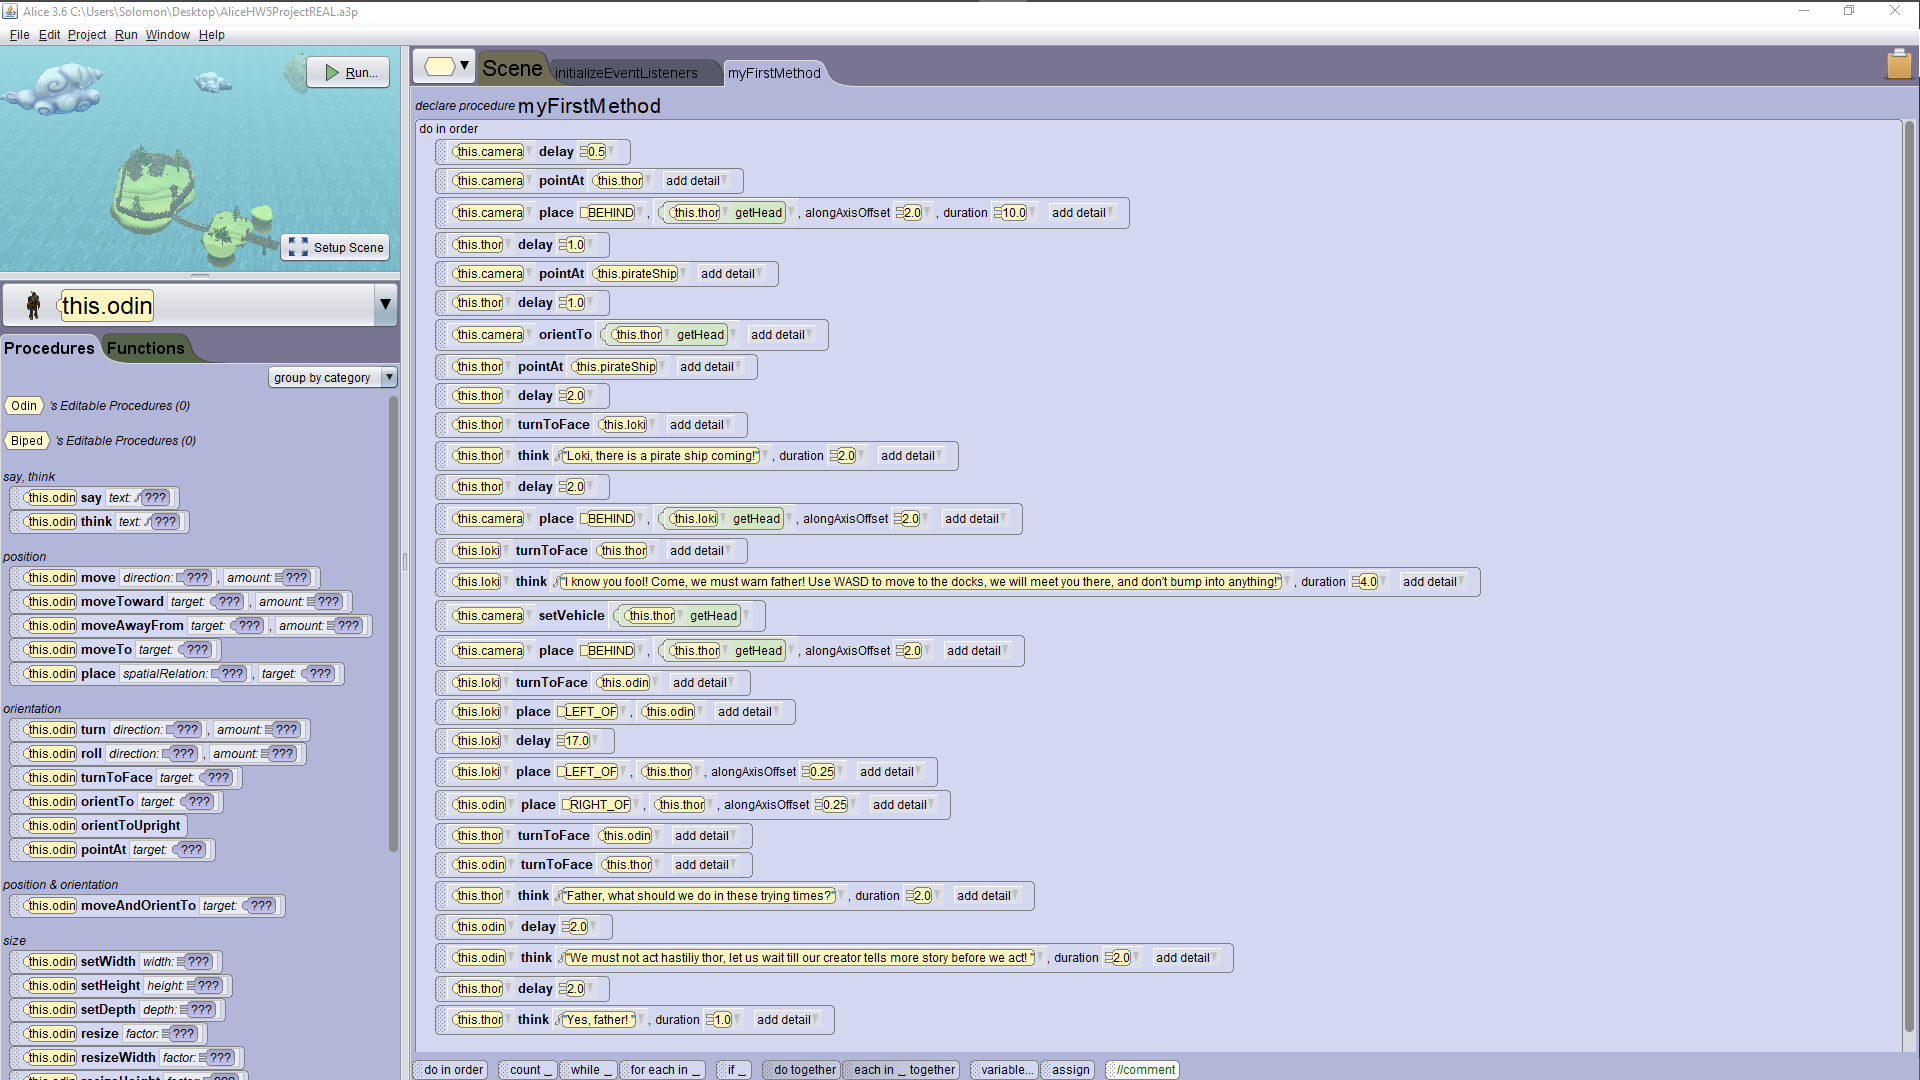 Alice 3.6 C:\Users\Solomon\Desktop\AliceHW5ProjectREAL.a3p
File Edit Project Run Window Help
Run...
Setup Scene
this.odin
Procedures Functions
group by category
Odin 's Editable Procedures (0)
Biped 's Editable Procedures (0)
say, think
this.odin say text: ???
this.odin think text: ???
position
this.odin move direction: ??? , amount: ???
this.odin moveToward target: ??? , amount: ???
this.odin moveAwayFrom target: ??? , amount: ???
this.odin moveTo target: ???
this.odin place spatialRelation: ??? , target: ???
orientation
this.odin turn direction: ??? , amount: ???
this.odin roll direction: ??? , amount: ???
this.odin turnToFace target: ???
this.odin orientTo target: ???
this.odin orientToUpright
this.odin pointAt target: ???
position & orientation
this.odin moveAndOrientTo target: ???
size
this.odin setWidth width: ???
this.odin setHeight height: ???
this.odin setDepth depth: ???
this.odin resize factor: ???
this.odin resizeWidth factor: ???
Scene initializeEventListeners myFirstMethod
declare procedure myFirstMethod
do in order
this.camera delay 0.5
this.camera pointAt this.thor add detail
this.camera place BEHIND , this.thor getHead , alongAxisOffset 2.0 , duration 10.0 add detail
this.thor delay 1.0
this.camera pointAt this.pirateShip add detail
this.thor delay 1.0
this.camera orientTo this.thor getHead add detail
this.thor pointAt this.pirateShip add detail
this.thor delay 2.0
this.thor turnToFace this.loki add detail
this.thor think "Loki, there is a pirate ship coming!" , duration 2.0 add detail
this.thor delay 2.0
this.camera place BEHIND , this.loki getHead , alongAxisOffset 2.0 add detail
this.loki turnToFace this.thor add detail
this.loki think "I know you fool! Come, we must warn father! Use WASD to move to the docks, we will meet you there, and don't bump into anything!" , duration 4.0 add detail
this.camera setVehicle this.thor getHead
this.camera place BEHIND , this.thor getHead , alongAxisOffset 2.0 add detail
this.loki turnToFace this.odin add detail
this.loki place LEFT_OF , this.odin add detail
this.loki delay 17.0
this.loki place LEFT_OF , this.thor , alongAxisOffset 0.25 add detail
this.odin place RIGHT_OF , this.thor , alongAxisOffset 0.25 add detail
this.thor turnToFace this.odin add detail
this.odin turnToFace this.thor add detail
this.thor think "Father, what should we do in these trying times?" , duration 2.0 add detail
this.odin delay 2.0
this.odin think "We must not act hastiliy thor, let us wait till our creator tells more story before we act! " , duration 2.0 add detail
this.thor delay 2.0
this.thor think "Yes, father! " , duration 1.0 add detail
do in order count _ while _ for each in _ if _ do together each in _ together variable... assign //comment